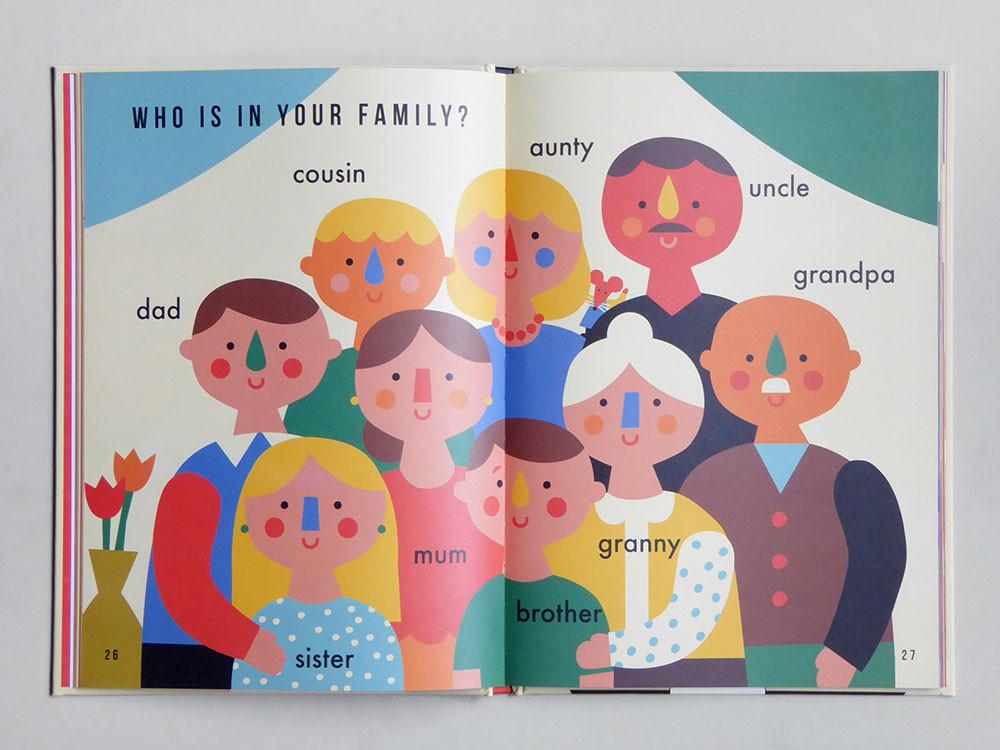 WHO IS IN YOUR FAMILY?
cousin
dad
mum
sister
26
aunty
uncle
grandpa
granny
brother
27